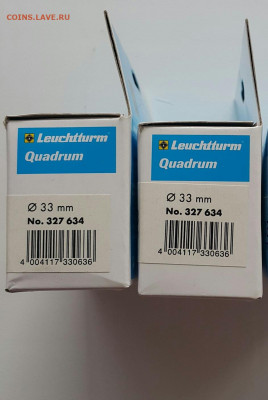 COINS.LAVE.RU
Leuchtturm
Quadrum
Ø 33 mm
No. 327 634
4 004117 330636
Leuchtturm
Quadrum
Ø 33 mm
No. 327 634
4 004117 330636